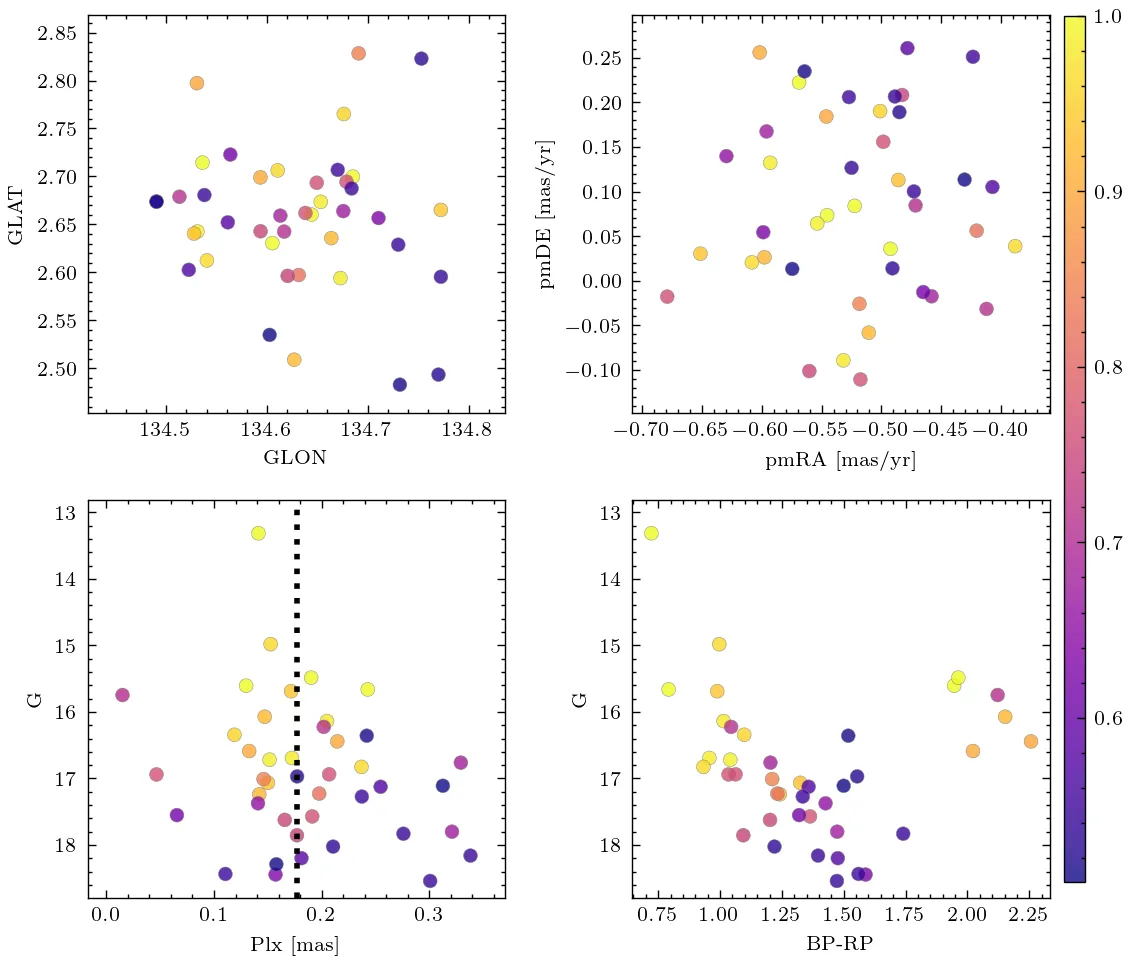 2.85
2.80
2.75
2.70
2.65
2.60
2.55
2.50
GLAT
134.5 134.6 134.7 134.8
GLON
0.25
0.20
0.15
0.10
0.05
0.00
−0.05
−0.10
pmDE [mas/yr]
−0.70 −0.65 −0.60 −0.55 −0.50 −0.45 −0.40
pmRA [mas/yr]
13
14
15
16
17
18
G
0.0 0.1 0.2 0.3
Plx [mas]
13
14
15
16
17
18
G
0.75 1.00 1.25 1.50 1.75 2.00 2.25
BP-RP
1.0
0.9
0.8
0.7
0.6